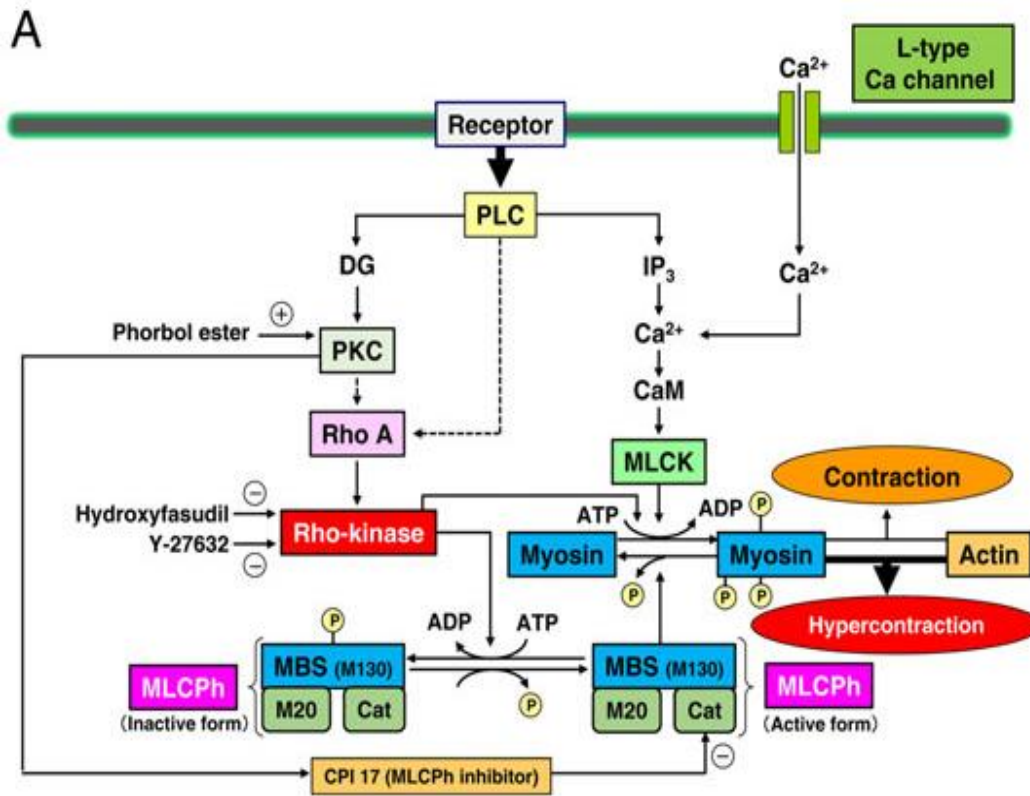 A
L-type
Ca channel
Ca²⁺
Receptor
PLC
DG
IP₃
Ca²⁺
Phorbol ester
+
PKC
Ca²⁺
CaM
Rho A
MLCK
Contraction
Hydroxyfasudil
−
Y-27632
−
Rho-kinase
ATP
ADP
P
Myosin
Myosin
Actin
P
P
P
Hypercontraction
P
ADP
ATP
MLCPh
(Inactive form)
MBS (M130)
M20
Cat
P
MBS (M130)
M20
Cat
MLCPh
(Active form)
−
CPI 17 (MLCPh inhibitor)